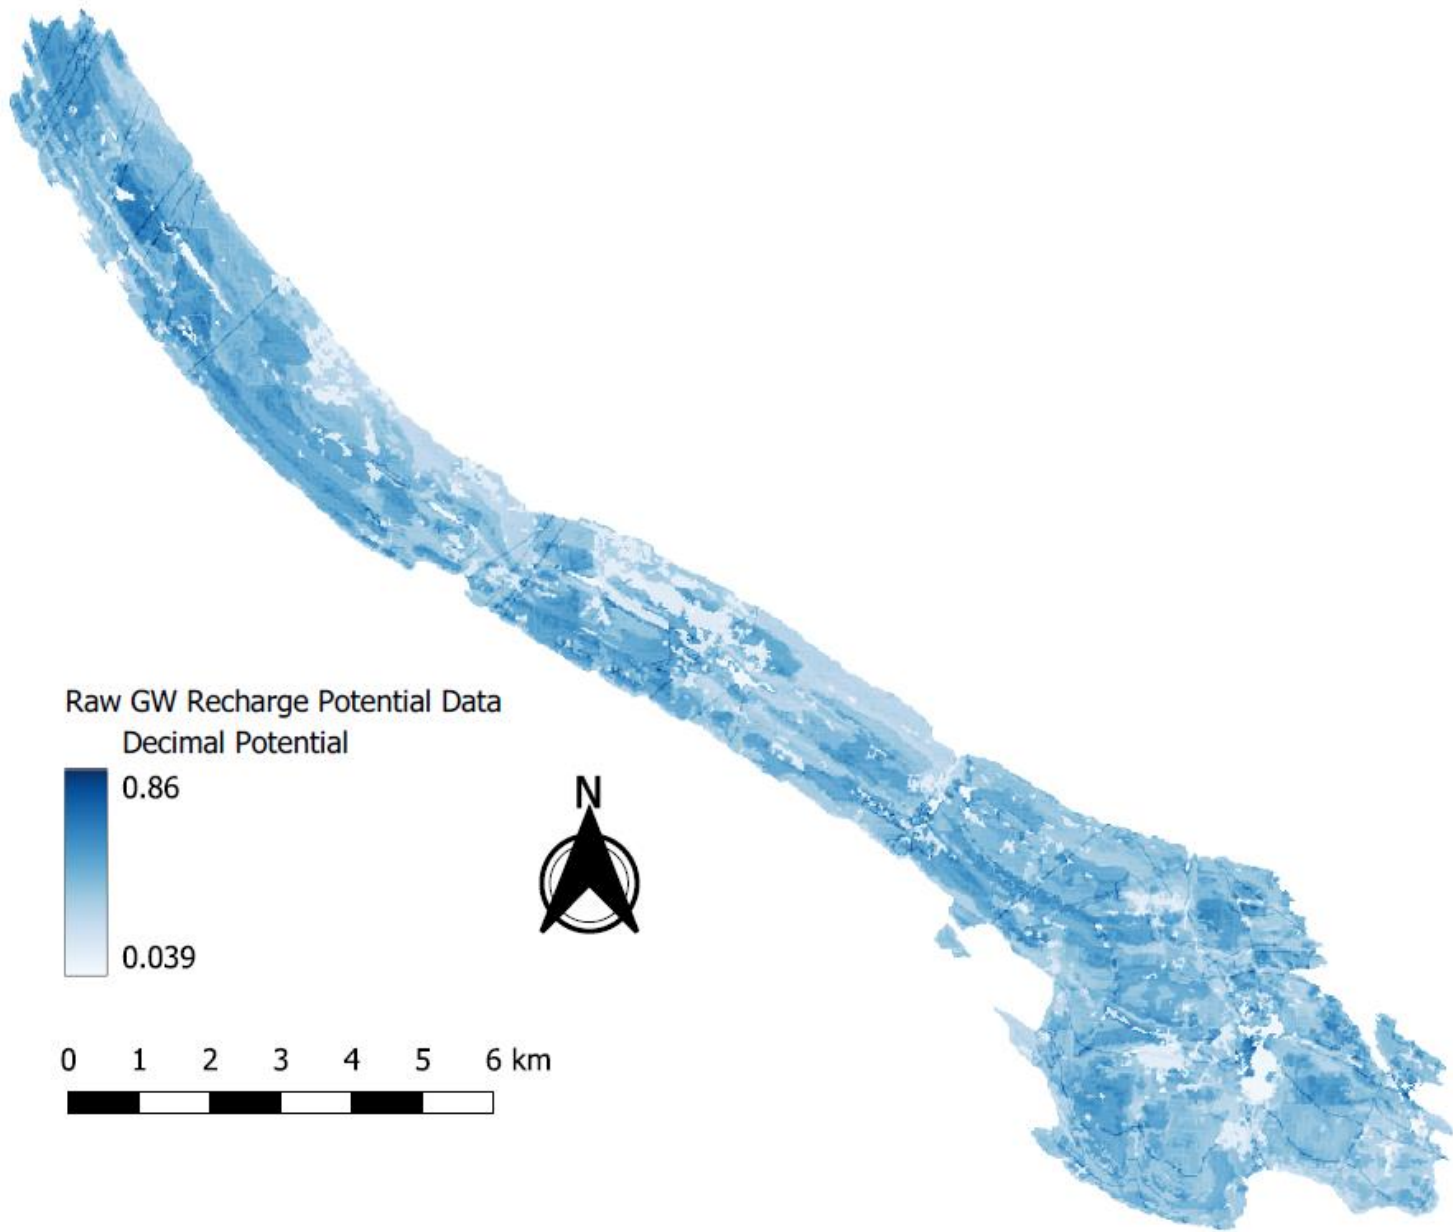 Raw GW Recharge Potential Data
Decimal Potential
0.86
0.039
N
0 1 2 3 4 5 6 km